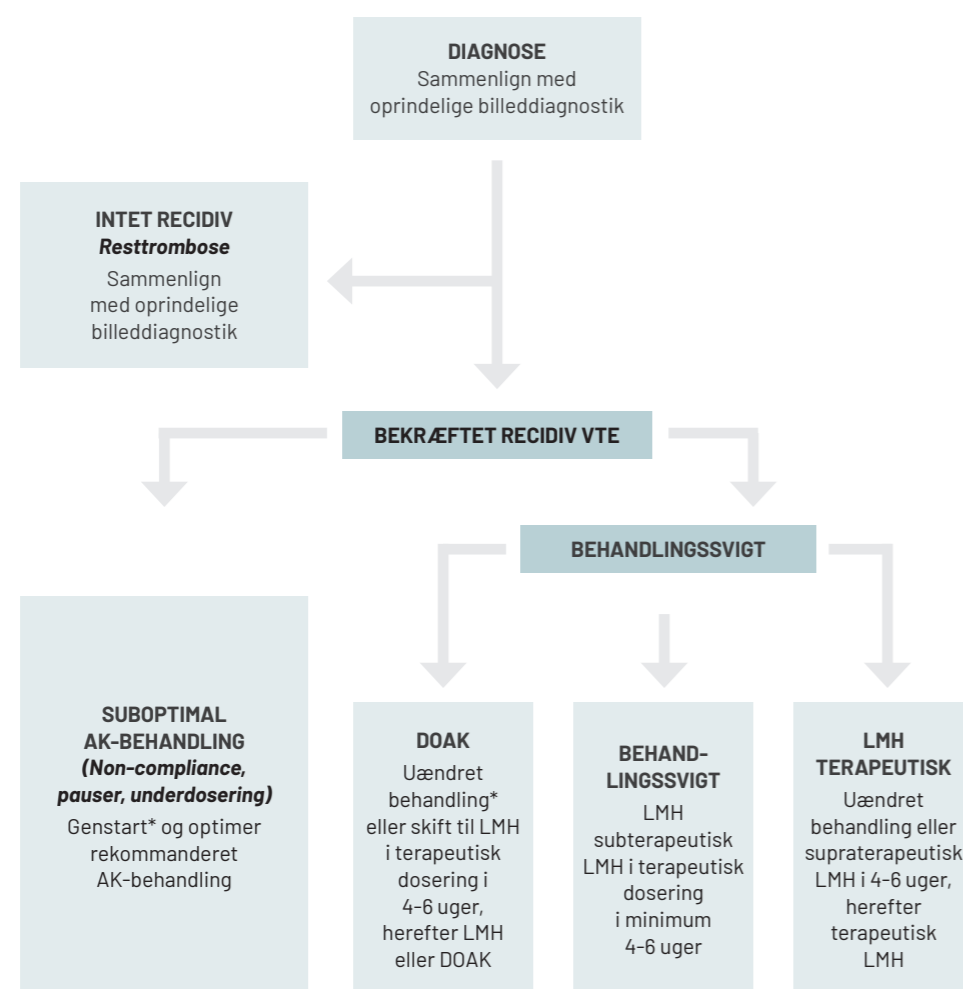 DIAGNOSE
Sammenlign med
oprindelige billeddiagnostik
INTET RECIDIV
Resttrombose
Sammenlign
med oprindelige
billeddiagnostik
BEKRÆFTET RECIDIV VTE
BEHANDLINGSSVIGT
SUBOPTIMAL
AK-BEHANDLING
(Non-compliance,
pauser, underdosering)
Genstart* og optimer
rekommanderet
AK-behandling
DOAK
Uændret
behandling*
eller skift til LMH
i terapeutisk
dosering i
4-6 uger,
herefter LMH
eller DOAK
BEHAND-
LINGSSVIGT
LMH
subterapeutisk
LMH i terapeutisk
dosering
i minimum
4-6 uger
LMH
TERAPEUTISK
Uændret
behandling eller
supraterapeutisk
LMH i 4-6 uger,
herefter
terapeutisk
LMH